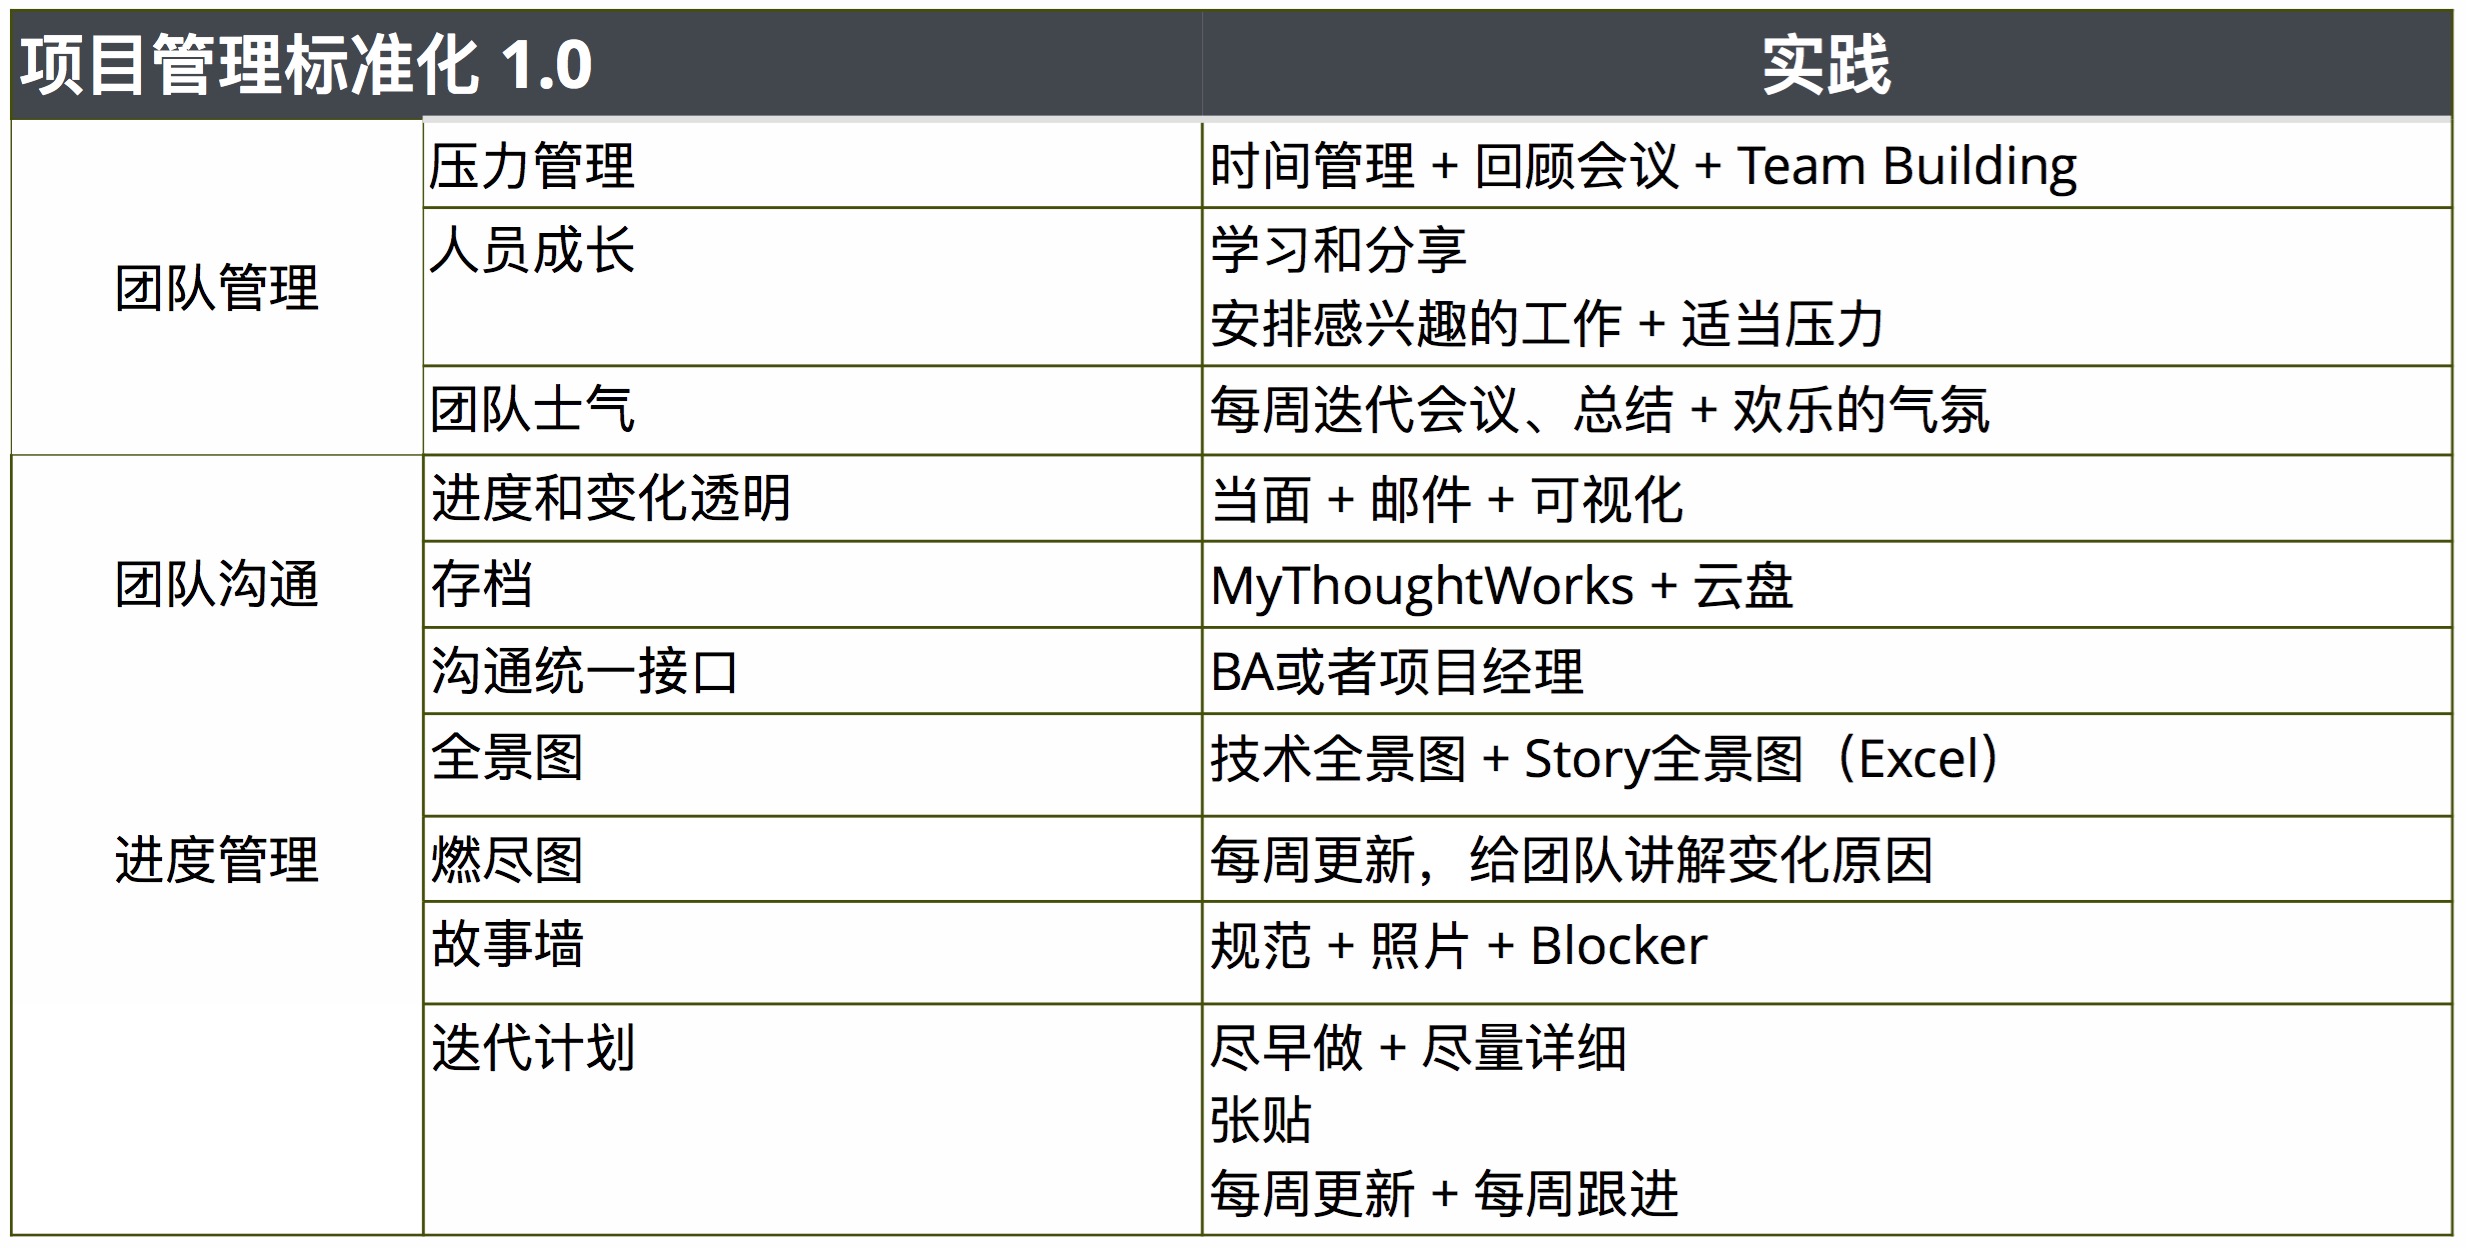 项目管理标准化 1.0 实践
团队管理
压力管理 时间管理 + 回顾会议 + Team Building
人员成长 学习和分享
安排感兴趣的工作 + 适当压力
团队士气 每周迭代会议、总结 + 欢乐的气氛
团队沟通
进度和变化透明 当面 + 邮件 + 可视化
存档 MyThoughtWorks + 云盘
沟通统一接口 BA或者项目经理
进度管理
全景图 技术全景图 + Story全景图（Excel）
燃尽图 每周更新，给团队讲解变化原因
故事墙 规范 + 照片 + Blocker
迭代计划 尽早做 + 尽量详细
张贴
每周更新 + 每周跟进